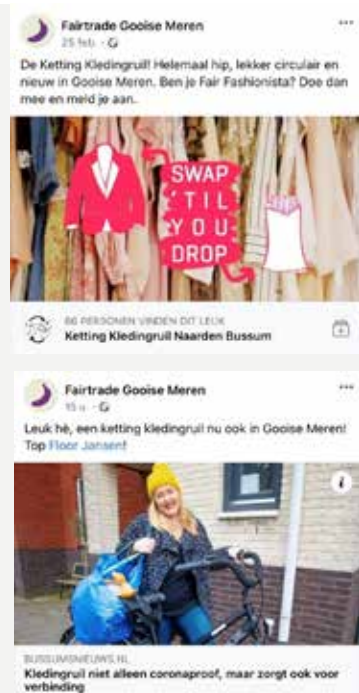 Fairtrade Gooise Meren
25 feb.
De Ketting Kledingruil! Helemaal hip, lekker circulair en
nieuw in Gooise Meren. Ben je Fair Fashionista? Doe dan
mee en meld je aan.
SWAP
'TIL
YOU
DROP
66 PERSONEN VINDEN DIT LEUK
Ketting Kledingruil Naarden Bussum
Fairtrade Gooise Meren
15 u.
Leuk hè, een ketting kledingruil nu ook in Gooise Meren!
Top Floor Jansen!
BUSSUMSNIEUWS.NL
Kledingruil niet alleen coronaproof, maar zorgt ook voor
verbinding